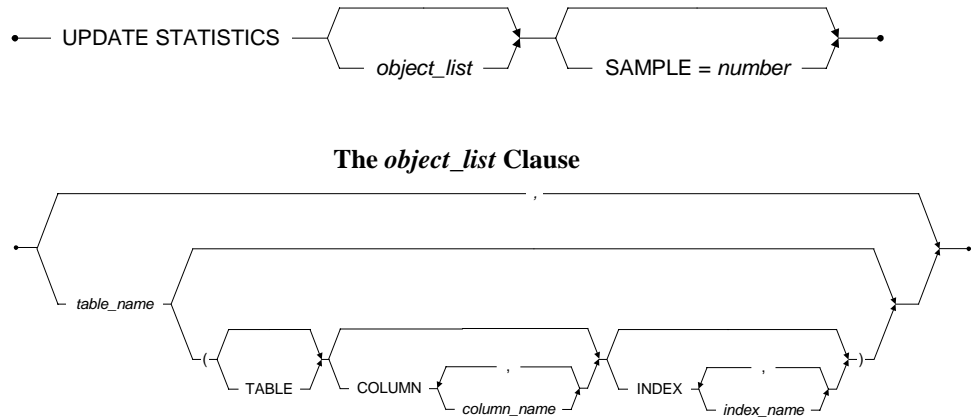 UPDATE STATISTICS
object_list
SAMPLE = number
The object_list Clause
,
table_name
(
TABLE
COLUMN
,
column_name
INDEX
,
index_name
)